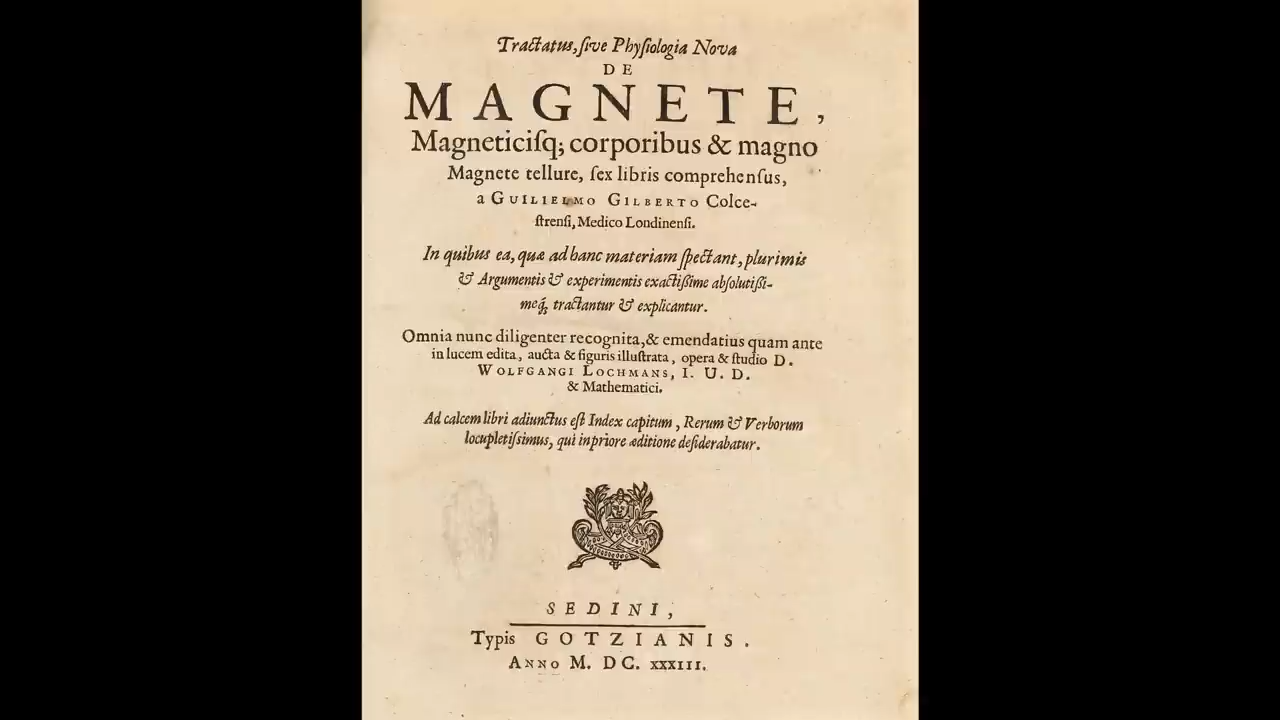 Tractatus, ſive Phyſiologia Nova
DE
MAGNETE,
Magneticiſq; corporibus & magno
Magnete tellure, ſex libris comprehenſus,
a GUILIELMO GILBERTO Colce-
ſtrenſi, Medico Londinenſi.
In quibus ea, quæ ad hanc materiam ſpectant, plurimis
& Argumentis & experimentis exactißime abſolutißi-
meq́; tractantur & explicantur.
Omnia nunc diligenter recognita, & emendatius quam ante
in lucem edita, aucta & figuris illuſtrata, opera & ſtudio D.
WOLFGANGI LOCHMANS, I. U. D.
& Mathematici.
Ad calcem libri adiunctus eſt Index capitum, Rerum & Verborum
locupletiſsimus, qui in priore æditione deſiderabatur.
SEDINI,
Typis GOTZIANIS.
ANNO M. DC. XXXIII.